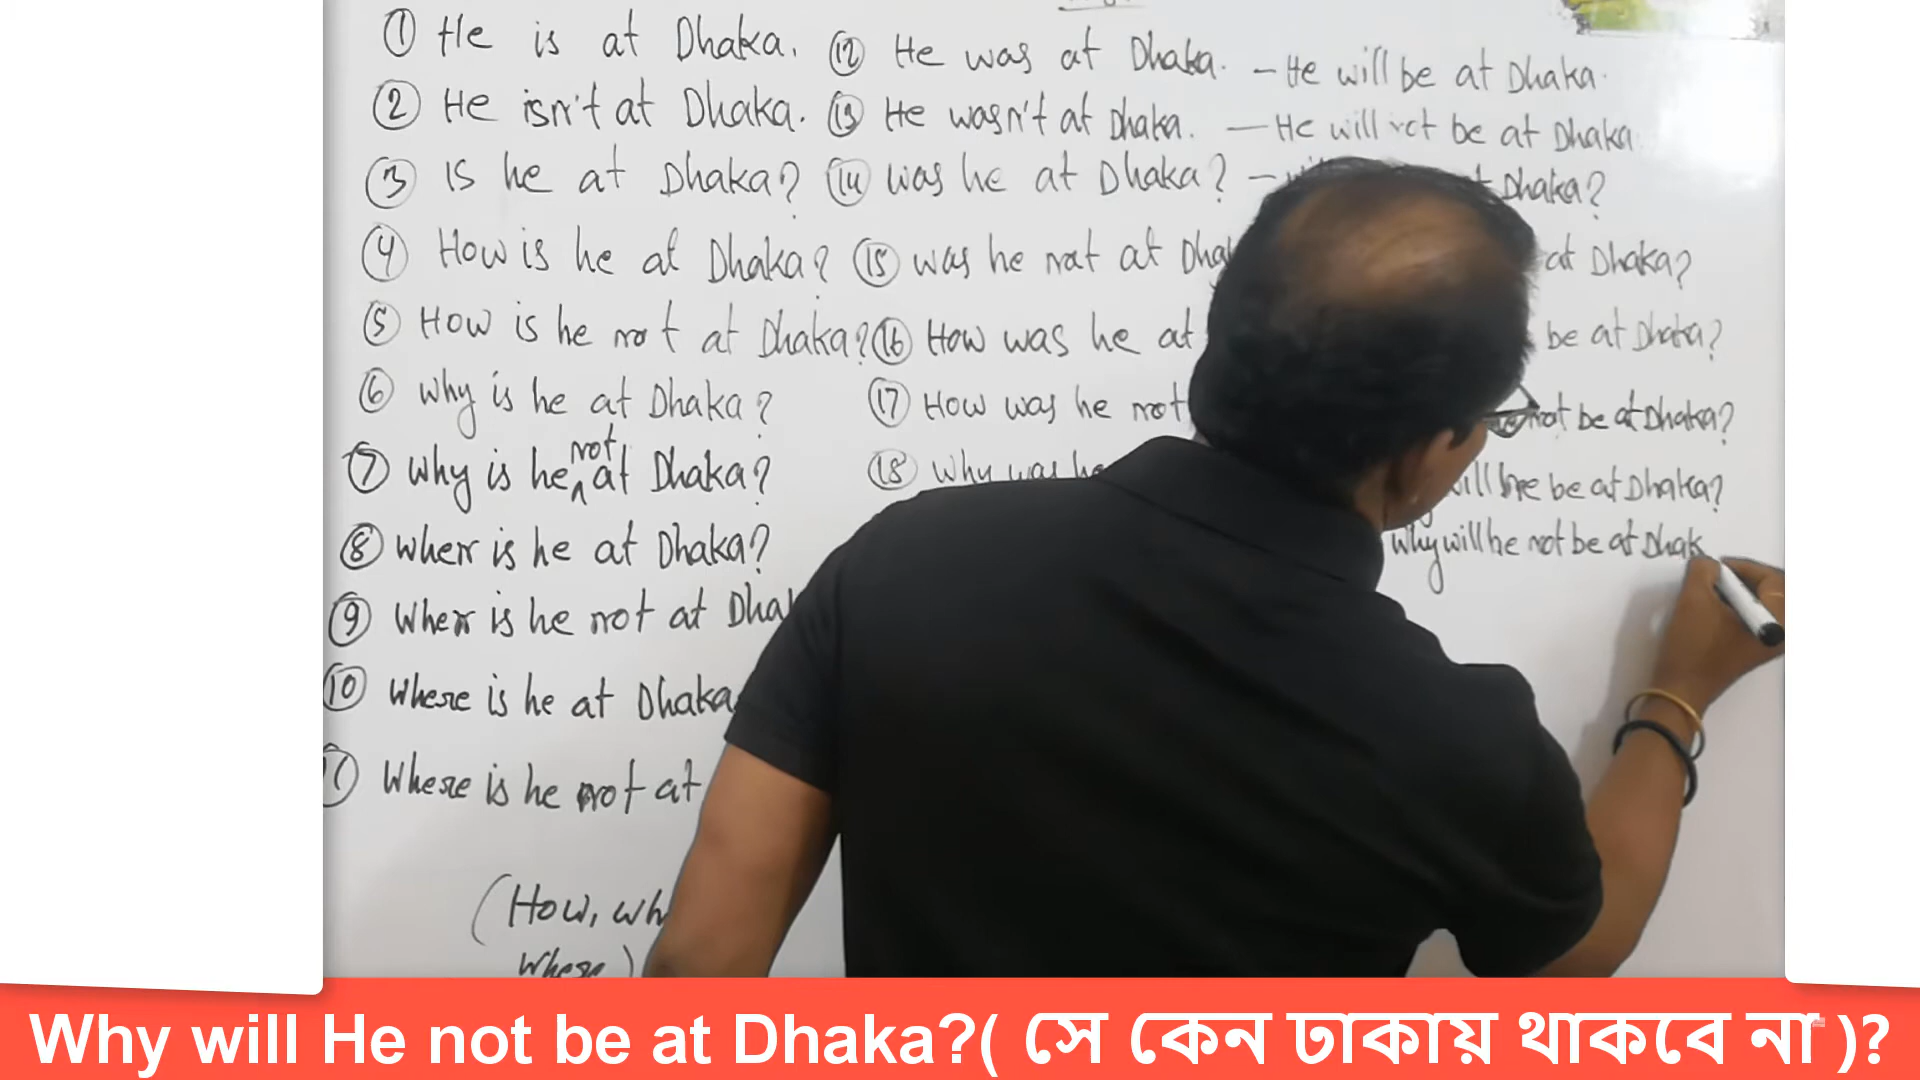 ① He is at Dhaka.
② He isn't at Dhaka.
③ Is he at Dhaka?
④ How is he at Dhaka?
⑤ How is he not at Dhaka?
⑥ Why is he at Dhaka?
⑦ Why is he not at Dhaka?
⑧ When is he at Dhaka?
⑨ When is he not at Dhak
⑩ Where is he at Dhaka
Where is he not at
(How, wh
where)
⑫ He was at Dhaka.
⑬ He wasn't at Dhaka.
⑭ Was he at Dhaka?
⑮ Was he not at Dha
⑯ How was he at
⑰ How was he not
⑱ Why was he
– He will be at Dhaka.
– He will not be at Dhaka
– Dhaka?
at Dhaka?
be at Dhaka?
not be at Dhaka?
be at Dhaka?
Why will he not be at Dhak
Why will He not be at Dhaka?( সে কেন ঢাকায় থাকবে না )?